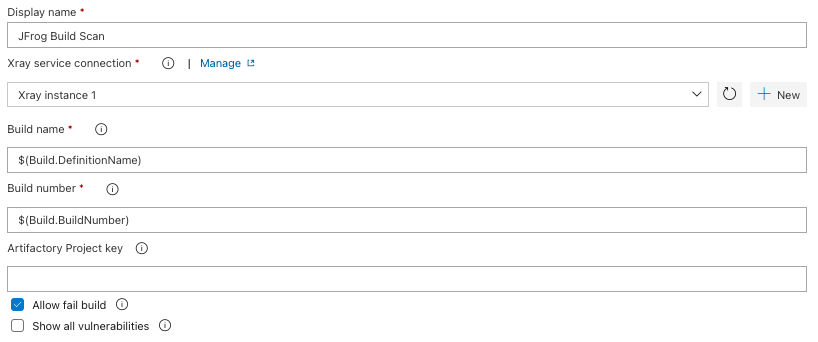 Display name *
JFrog Build Scan
Xray service connection * | Manage
Xray instance 1
New
Build name *
$(Build.DefinitionName)
Build number *
$(Build.BuildNumber)
Artifactory Project key
Allow fail build
Show all vulnerabilities